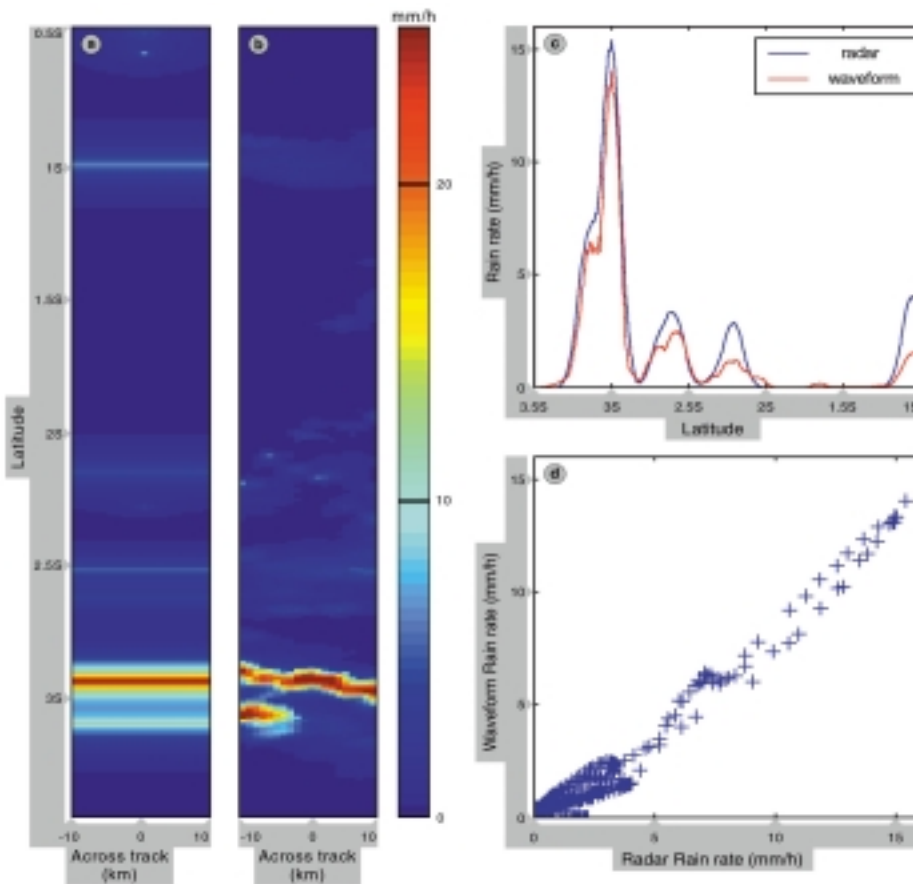 mm/h
a
b
0.5S
1S
1.5S
2S
2.5S
3S
Latitude
-10
0
10
Across track
(km)
-10
0
10
Across track
(km)
20
10
0
c
radar
waveform
15
10
5
0
Rain rate (mm/h)
3.5S
3S
2.5S
2S
1.5S
1S
Latitude
d
15
10
5
0
Waveform Rain rate (mm/h)
0
5
10
15
Radar Rain rate (mm/h)